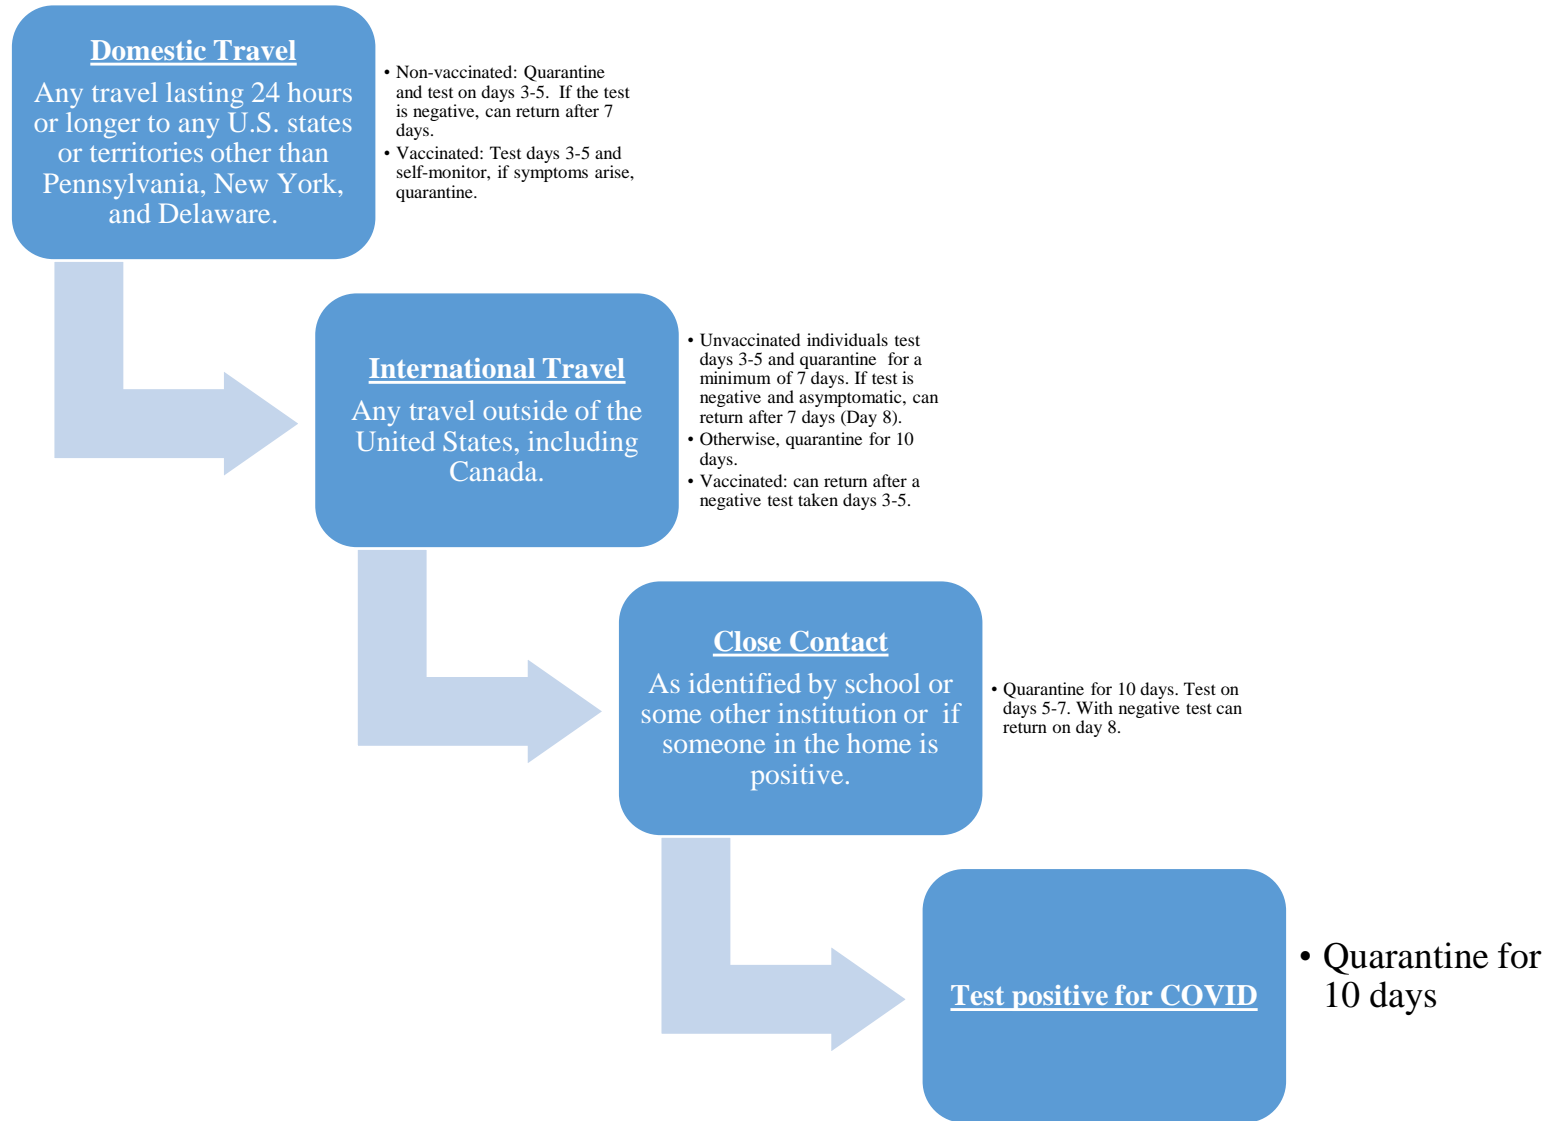 Domestic Travel
Any travel lasting 24 hours
or longer to any U.S. states
or territories other than
Pennsylvania, New York,
and Delaware.
• Non-vaccinated: Quarantine
and test on days 3-5.  If the test
is negative, can return after 7
days.
• Vaccinated: Test days 3-5 and
self-monitor, if symptoms arise,
quarantine.
International Travel
Any travel outside of the
United States, including
Canada.
• Unvaccinated individuals test
days 3-5 and quarantine  for a
minimum of 7 days. If test is
negative and asymptomatic, can
return after 7 days (Day 8).
• Otherwise, quarantine for 10
days.
• Vaccinated: can return after a
negative test taken days 3-5.
Close Contact
As identified by school or
some other institution or  if
someone in the home is
positive.
• Quarantine for 10 days. Test on
days 5-7. With negative test can
return on day 8.
Test positive for COVID
• Quarantine for
10 days